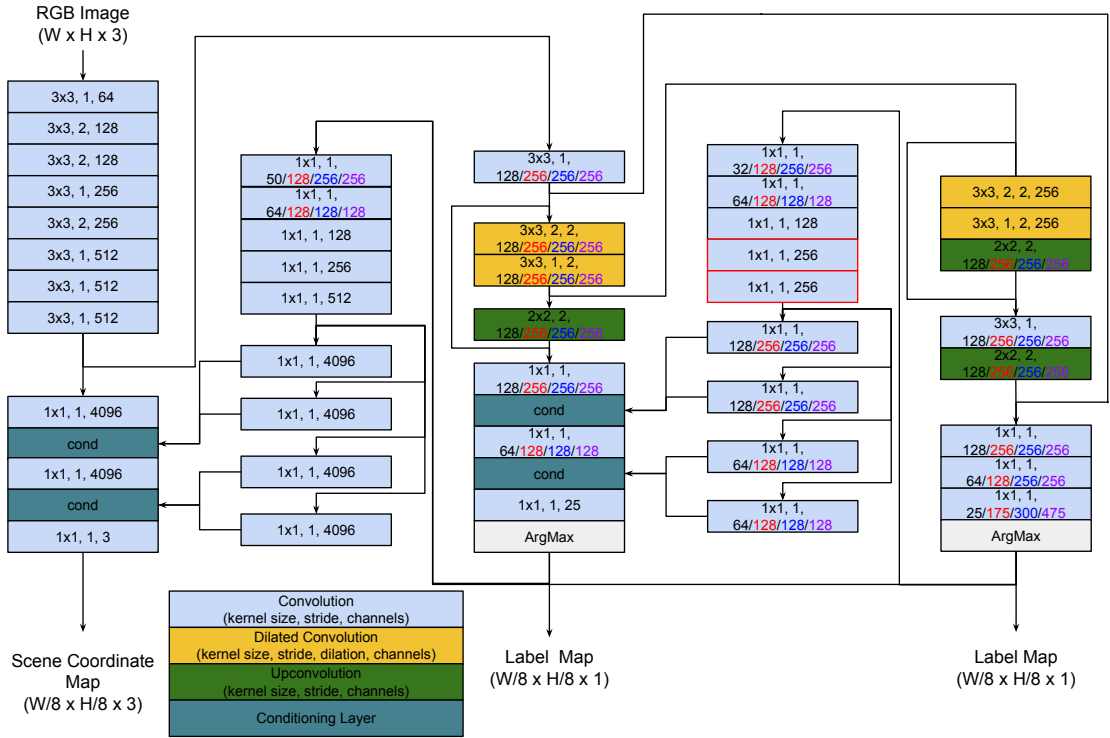 RGB Image
(W x H x 3)
3x3, 1, 64
3x3, 2, 128
3x3, 2, 128
3x3, 1, 256
3x3, 2, 256
3x3, 1, 512
3x3, 1, 512
3x3, 1, 512
1x1, 1, 4096
cond
1x1, 1, 4096
cond
1x1, 1, 3
Scene Coordinate
Map
(W/8 x H/8 x 3)
1x1, 1,
50/128/256/256
1x1, 1,
64/128/128/128
1x1, 1, 128
1x1, 1, 256
1x1, 1, 512
1x1, 1, 4096
1x1, 1, 4096
1x1, 1, 4096
1x1, 1, 4096
3x3, 1,
128/256/256/256
3x3, 2, 2,
128/256/256/256
3x3, 1, 2,
128/256/256/256
2x2, 2,
128/256/256/256
1x1, 1,
128/256/256/256
cond
1x1, 1,
64/128/128/128
cond
1x1, 1, 25
ArgMax
Label Map
(W/8 x H/8 x 1)
1x1, 1,
32/128/256/256
1x1, 1,
64/128/128/128
1x1, 1, 128
1x1, 1, 256
1x1, 1, 256
1x1, 1,
128/256/256/256
1x1, 1,
128/256/256/256
1x1, 1,
64/128/128/128
1x1, 1,
64/128/128/128
3x3, 2, 2, 256
3x3, 1, 2, 256
2x2, 2,
128/256/256/256
3x3, 1,
128/256/256/256
2x2, 2
128/256/256/256
1x1, 1,
128/256/256/256
1x1, 1,
64/128/256/256
1x1, 1,
25/175/300/475
ArgMax
Label Map
(W/8 x H/8 x 1)
Convolution
(kernel size, stride, channels)
Dilated Convolution
(kernel size, stride, dilation, channels)
Upconvolution
(kernel size, stride, channels)
Conditioning Layer